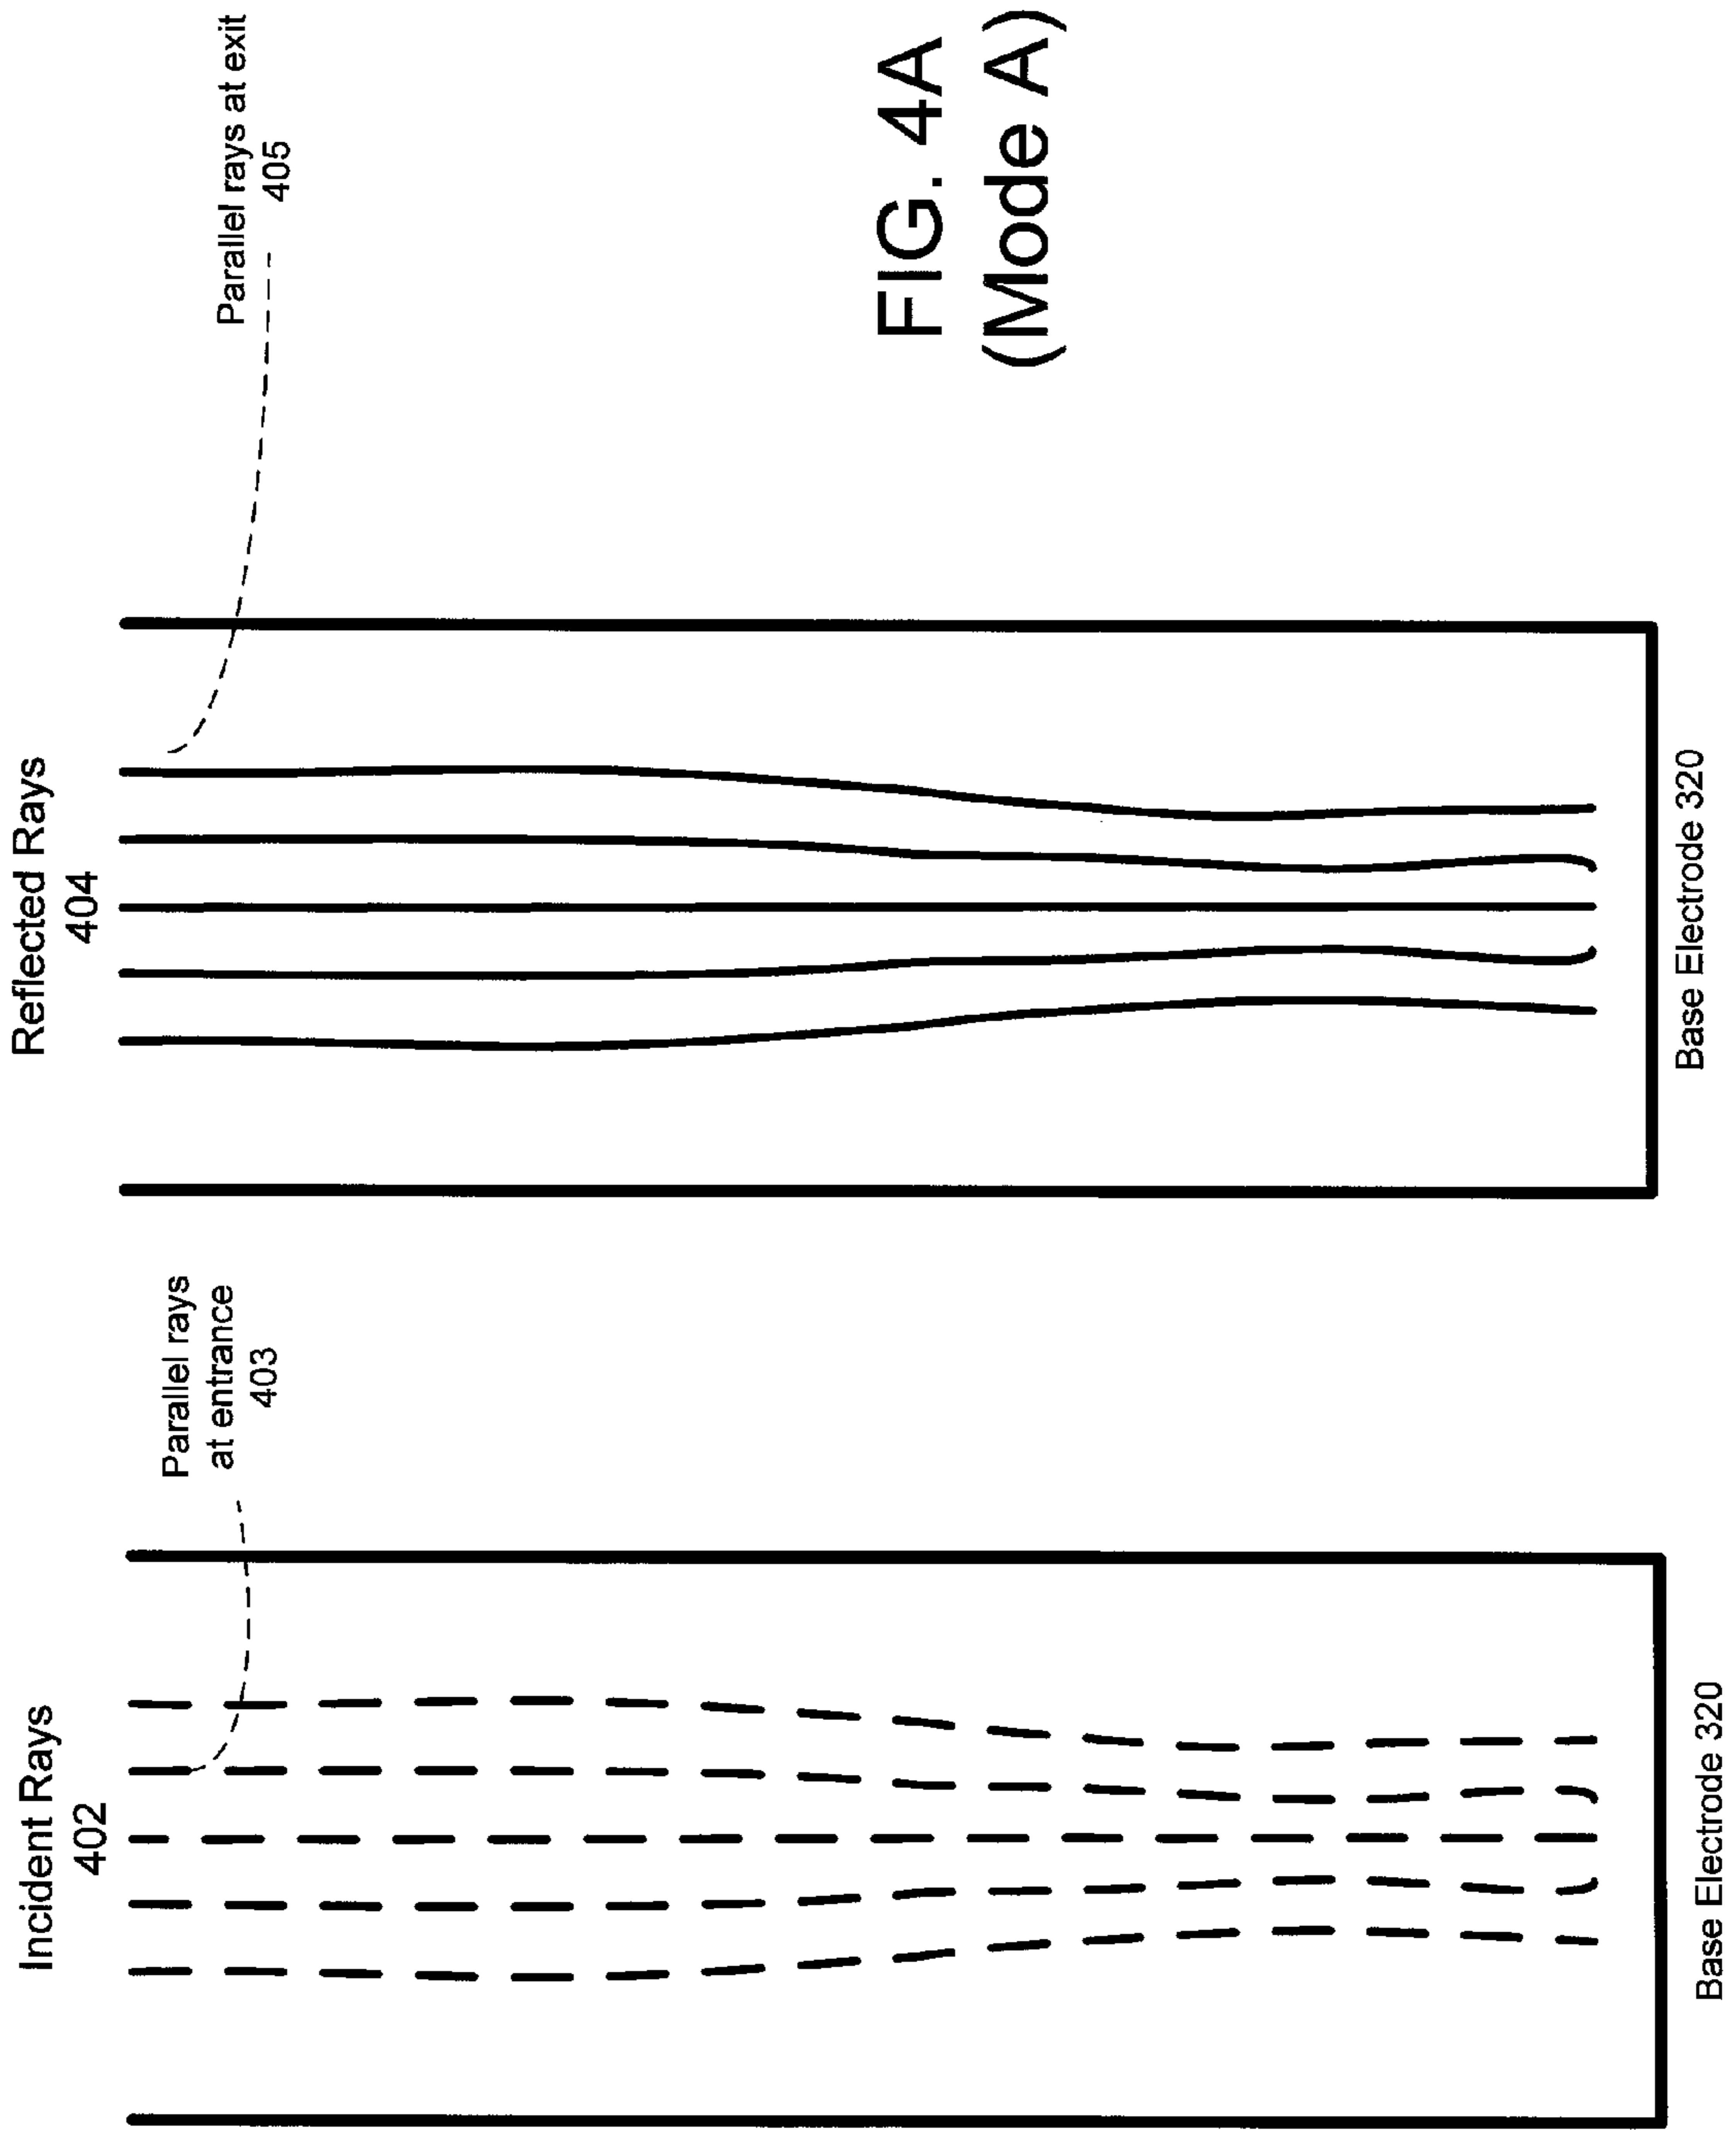 Incident Rays
402
Parallel rays
at entrance
403
Base Electrode 320
Reflected Rays
404
Parallel rays at exit
405
Base Electrode 320
FIG. 4A
(Mode A)